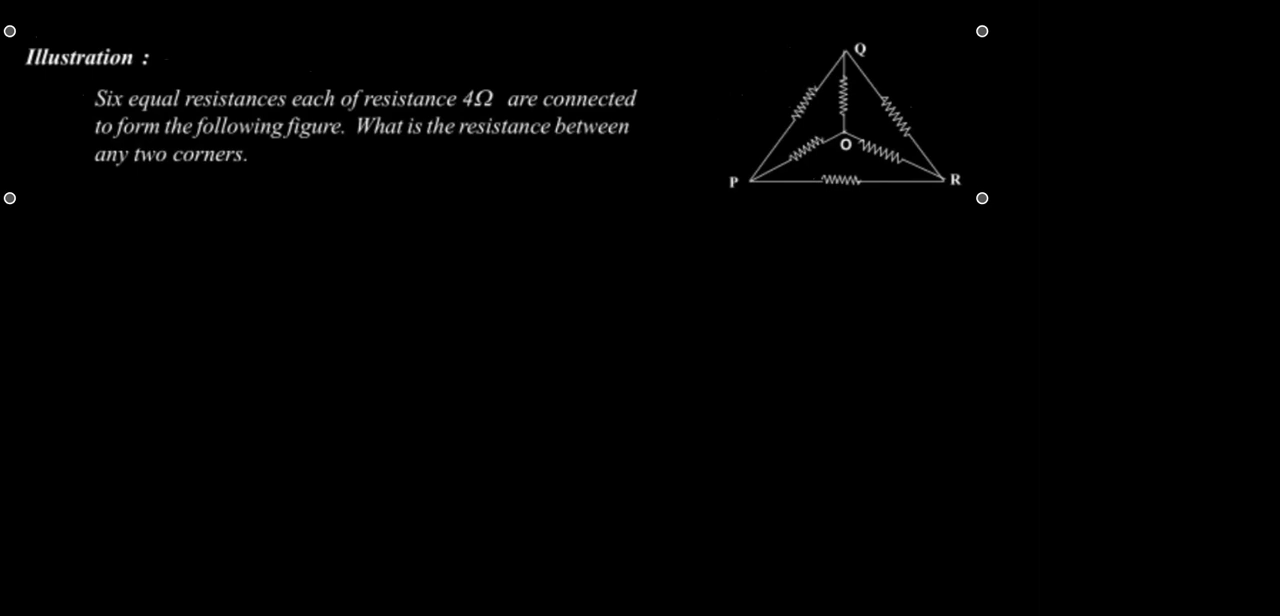 Illustration :
Six equal resistances each of resistance 4Ω are connected
to form the following figure. What is the resistance between
any two corners.
Q
O
P
R